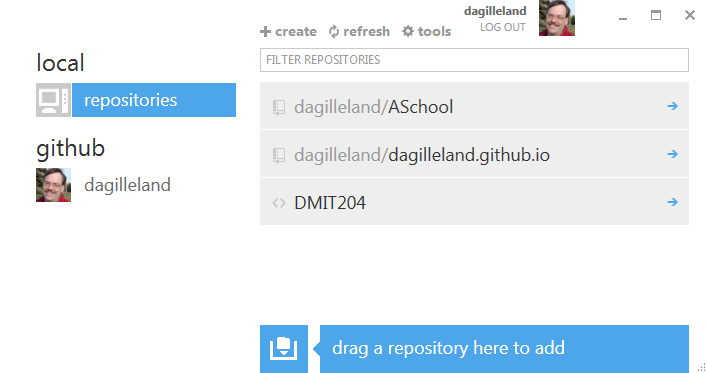 dagilleland
LOG OUT
create refresh tools
FILTER REPOSITORIES
local
repositories
github
dagilleland
dagilleland/ASchool
dagilleland/dagilleland.github.io
DMIT204
drag a repository here to add